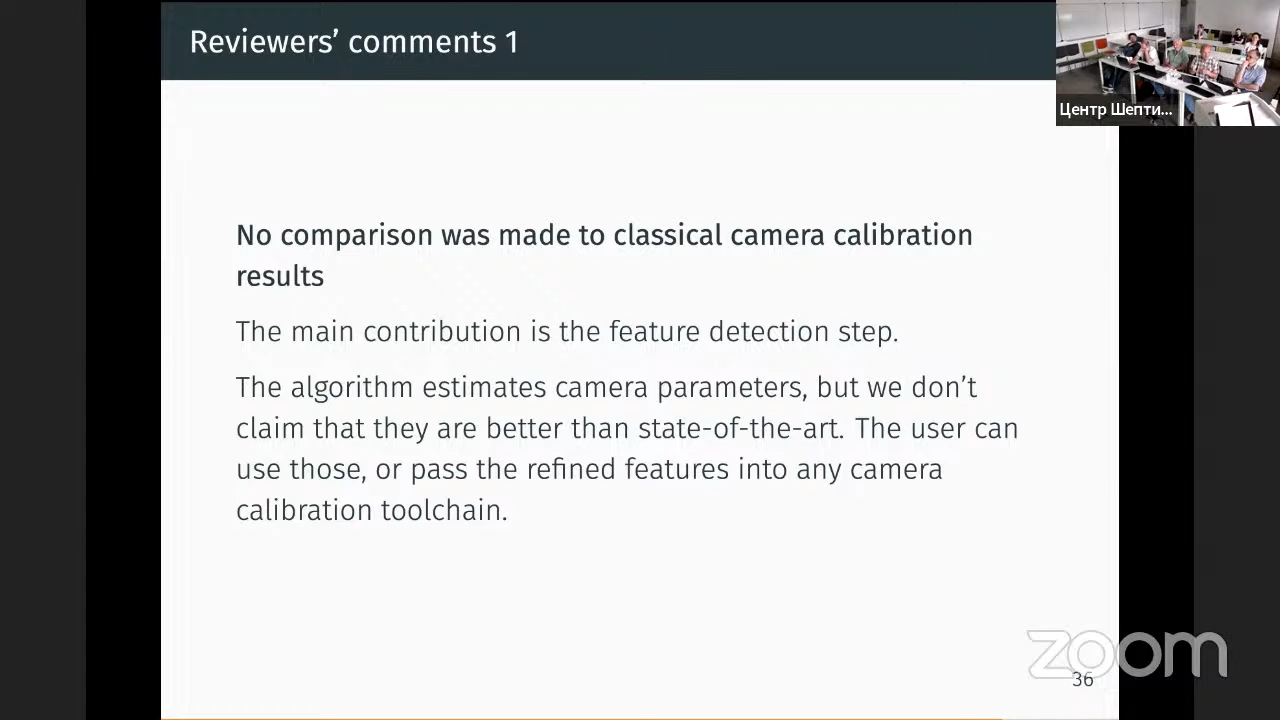 Reviewers’ comments 1
Центр Шепти...
No comparison was made to classical camera calibration
results
The main contribution is the feature detection step.
The algorithm estimates camera parameters, but we don’t
claim that they are better than state-of-the-art. The user can
use those, or pass the refined features into any camera
calibration toolchain.
zoom
36